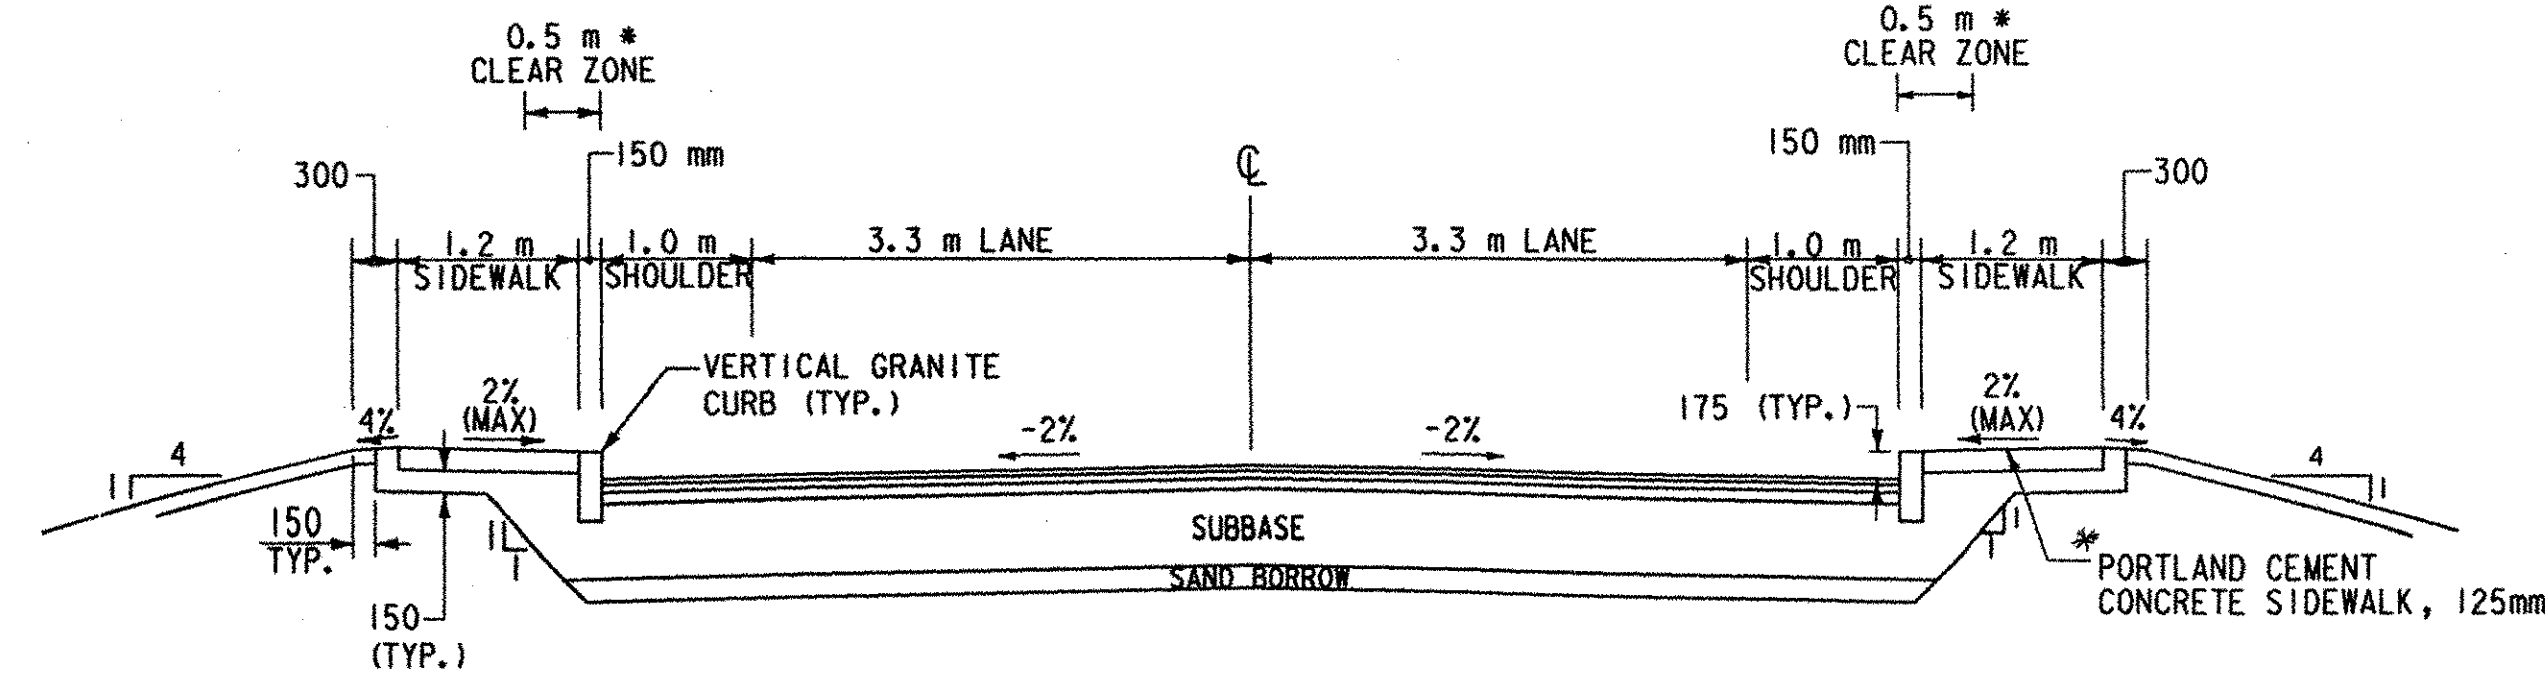 0.5 m *
CLEAR ZONE
0.5 m *
CLEAR ZONE
300
150 mm
℄
150 mm
300
1.2 m
SIDEWALK
1.0 m
SHOULDER
3.3 m LANE
3.3 m LANE
1.0 m
SHOULDER
1.2 m
SIDEWALK
VERTICAL GRANITE
CURB (TYP.)
4
1
4%
2%
(MAX)
-2%
-2%
175 (TYP.)
2%
(MAX)
4%
4
1
150
TYP.
1
1
150
(TYP.)
SUBBASE
SAND BORROW
1
1
*
PORTLAND CEMENT
CONCRETE SIDEWALK, 125mm